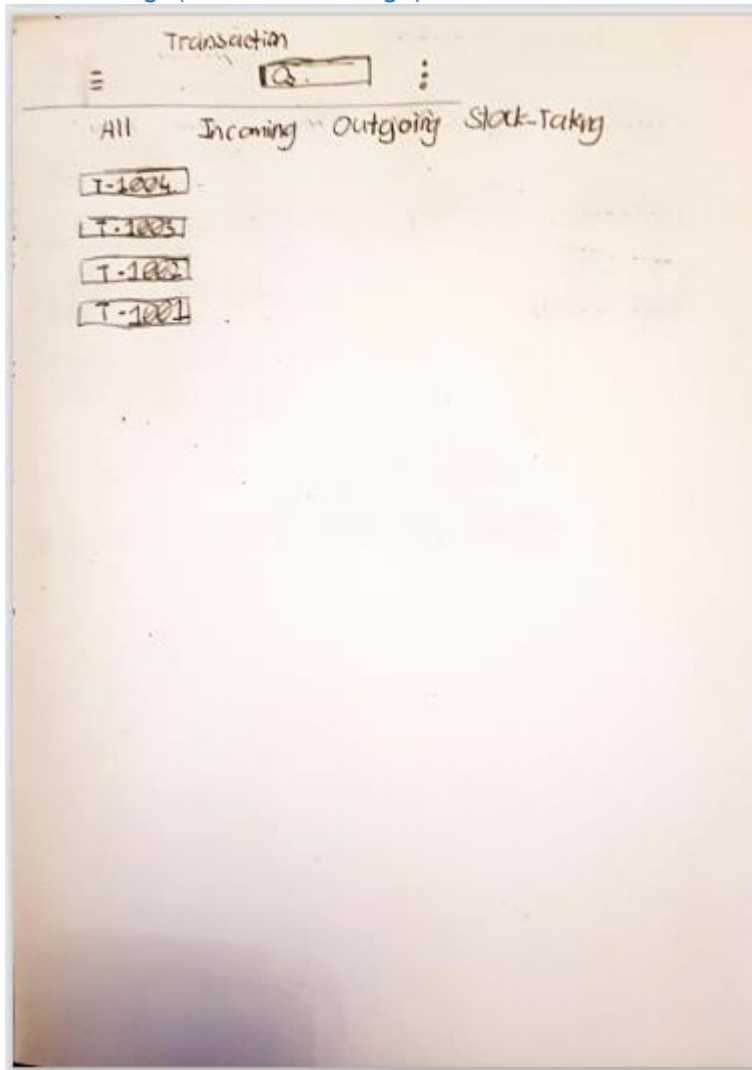 Transaction
All Incoming Outgoing Stock-Taking
T-1004
T-1003
T-1002
T-1001